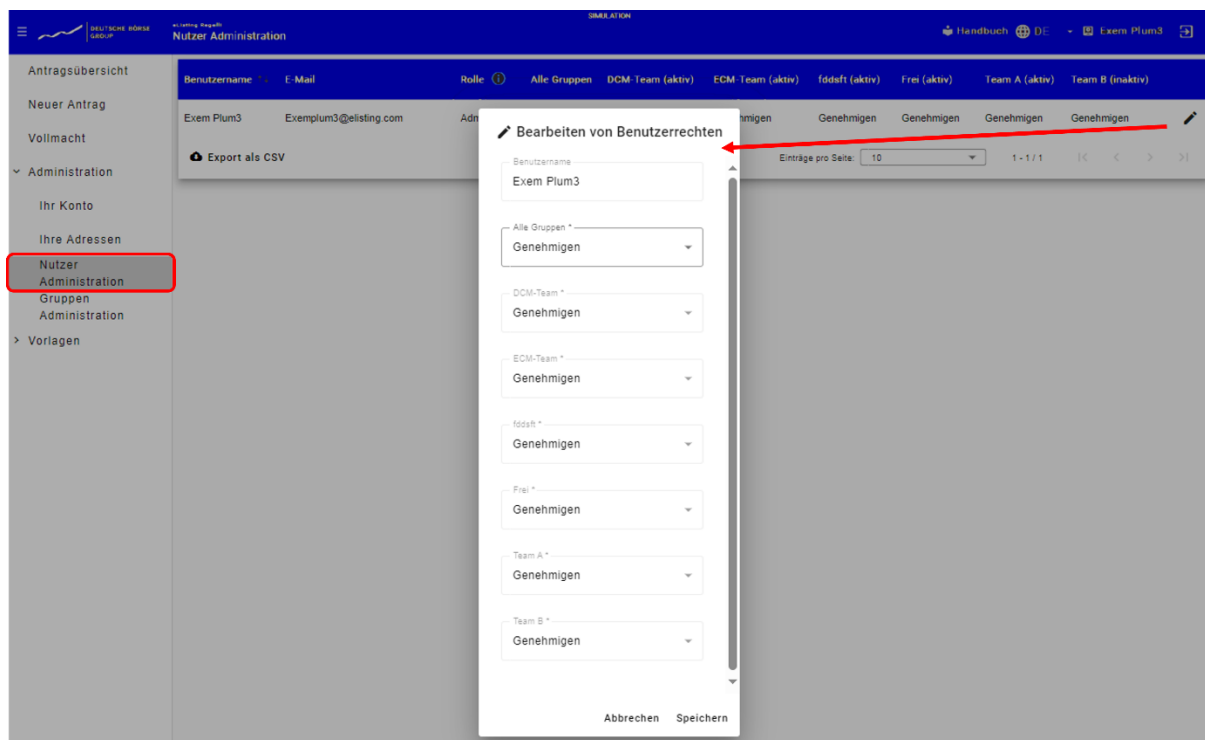 SIMULATION
DEUTSCHE BÖRSE
GROUP
eListing RegelR
Nutzer Administration
Handbuch DE Exem Plum3
Antragsübersicht
Neuer Antrag
Vollmacht
Administration
Ihr Konto
Ihre Adressen
Nutzer
Administration
Gruppen
Administration
Vorlagen
Benutzername E-Mail Rolle Alle Gruppen DCM-Team (aktiv) ECM-Team (aktiv) fddsft (aktiv) Frei (aktiv) Team A (aktiv) Team B (inaktiv)
Exem Plum3 Exemplum3@elisting.com Adm hmigen Genehmigen Genehmigen Genehmigen Genehmigen
Export als CSV Einträge pro Seite: 10 1 - 1 / 1
Bearbeiten von Benutzerrechten
Benutzername
Exem Plum3
Alle Gruppen *
Genehmigen
DCM-Team *
Genehmigen
ECM-Team *
Genehmigen
fddsft *
Genehmigen
Frei *
Genehmigen
Team A *
Genehmigen
Team B *
Genehmigen
Abbrechen Speichern